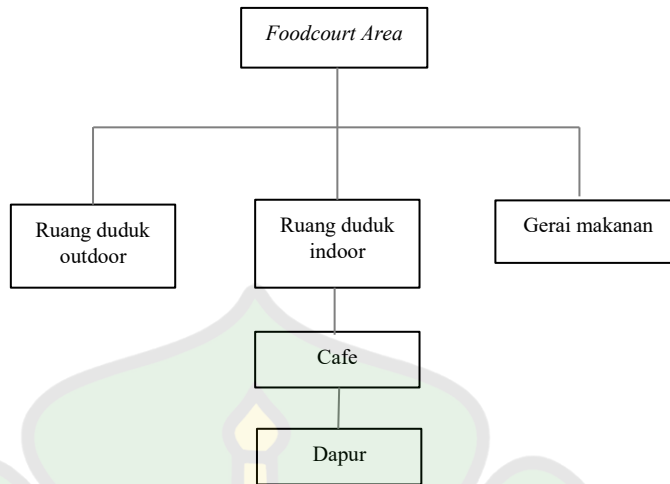 Foodcourt Area
Ruang duduk
outdoor
Ruang duduk
indoor
Gerai makanan
Cafe
Dapur